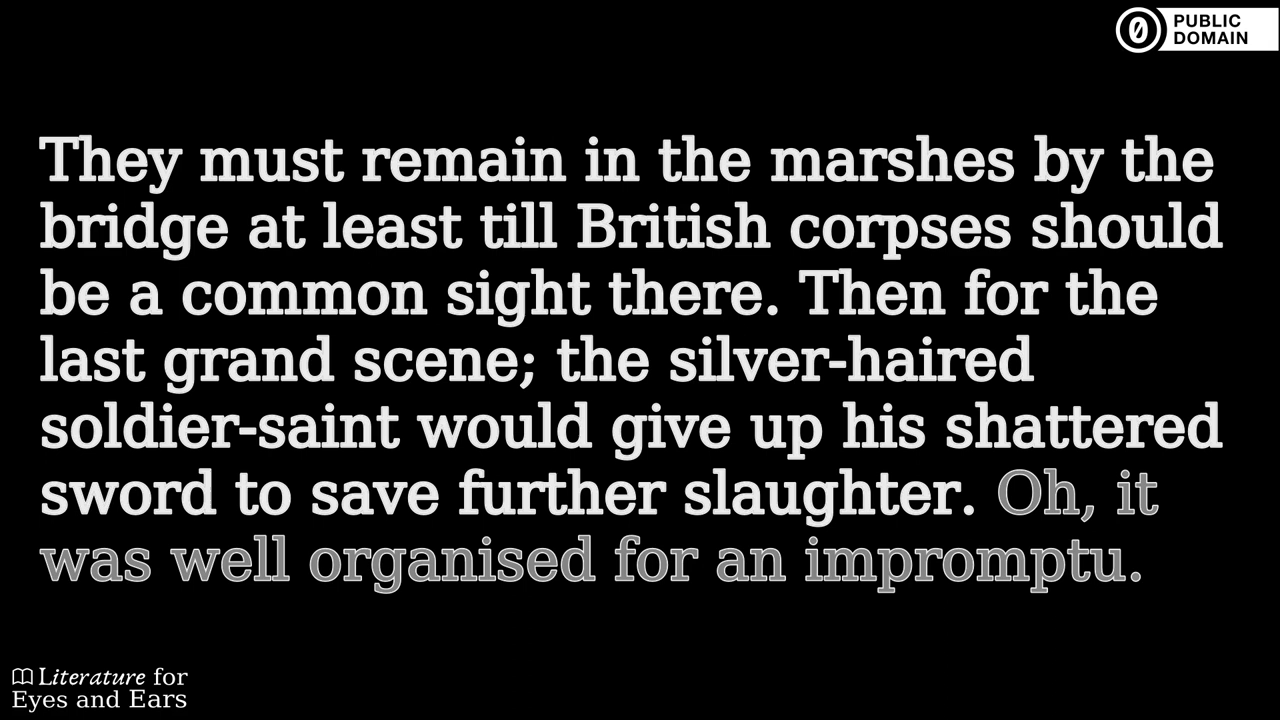 PUBLIC
DOMAIN
They must remain in the marshes by the
bridge at least till British corpses should
be a common sight there. Then for the
last grand scene; the silver-haired
soldier-saint would give up his shattered
sword to save further slaughter. Oh, it
was well organised for an impromptu.
Literature for
Eyes and Ears